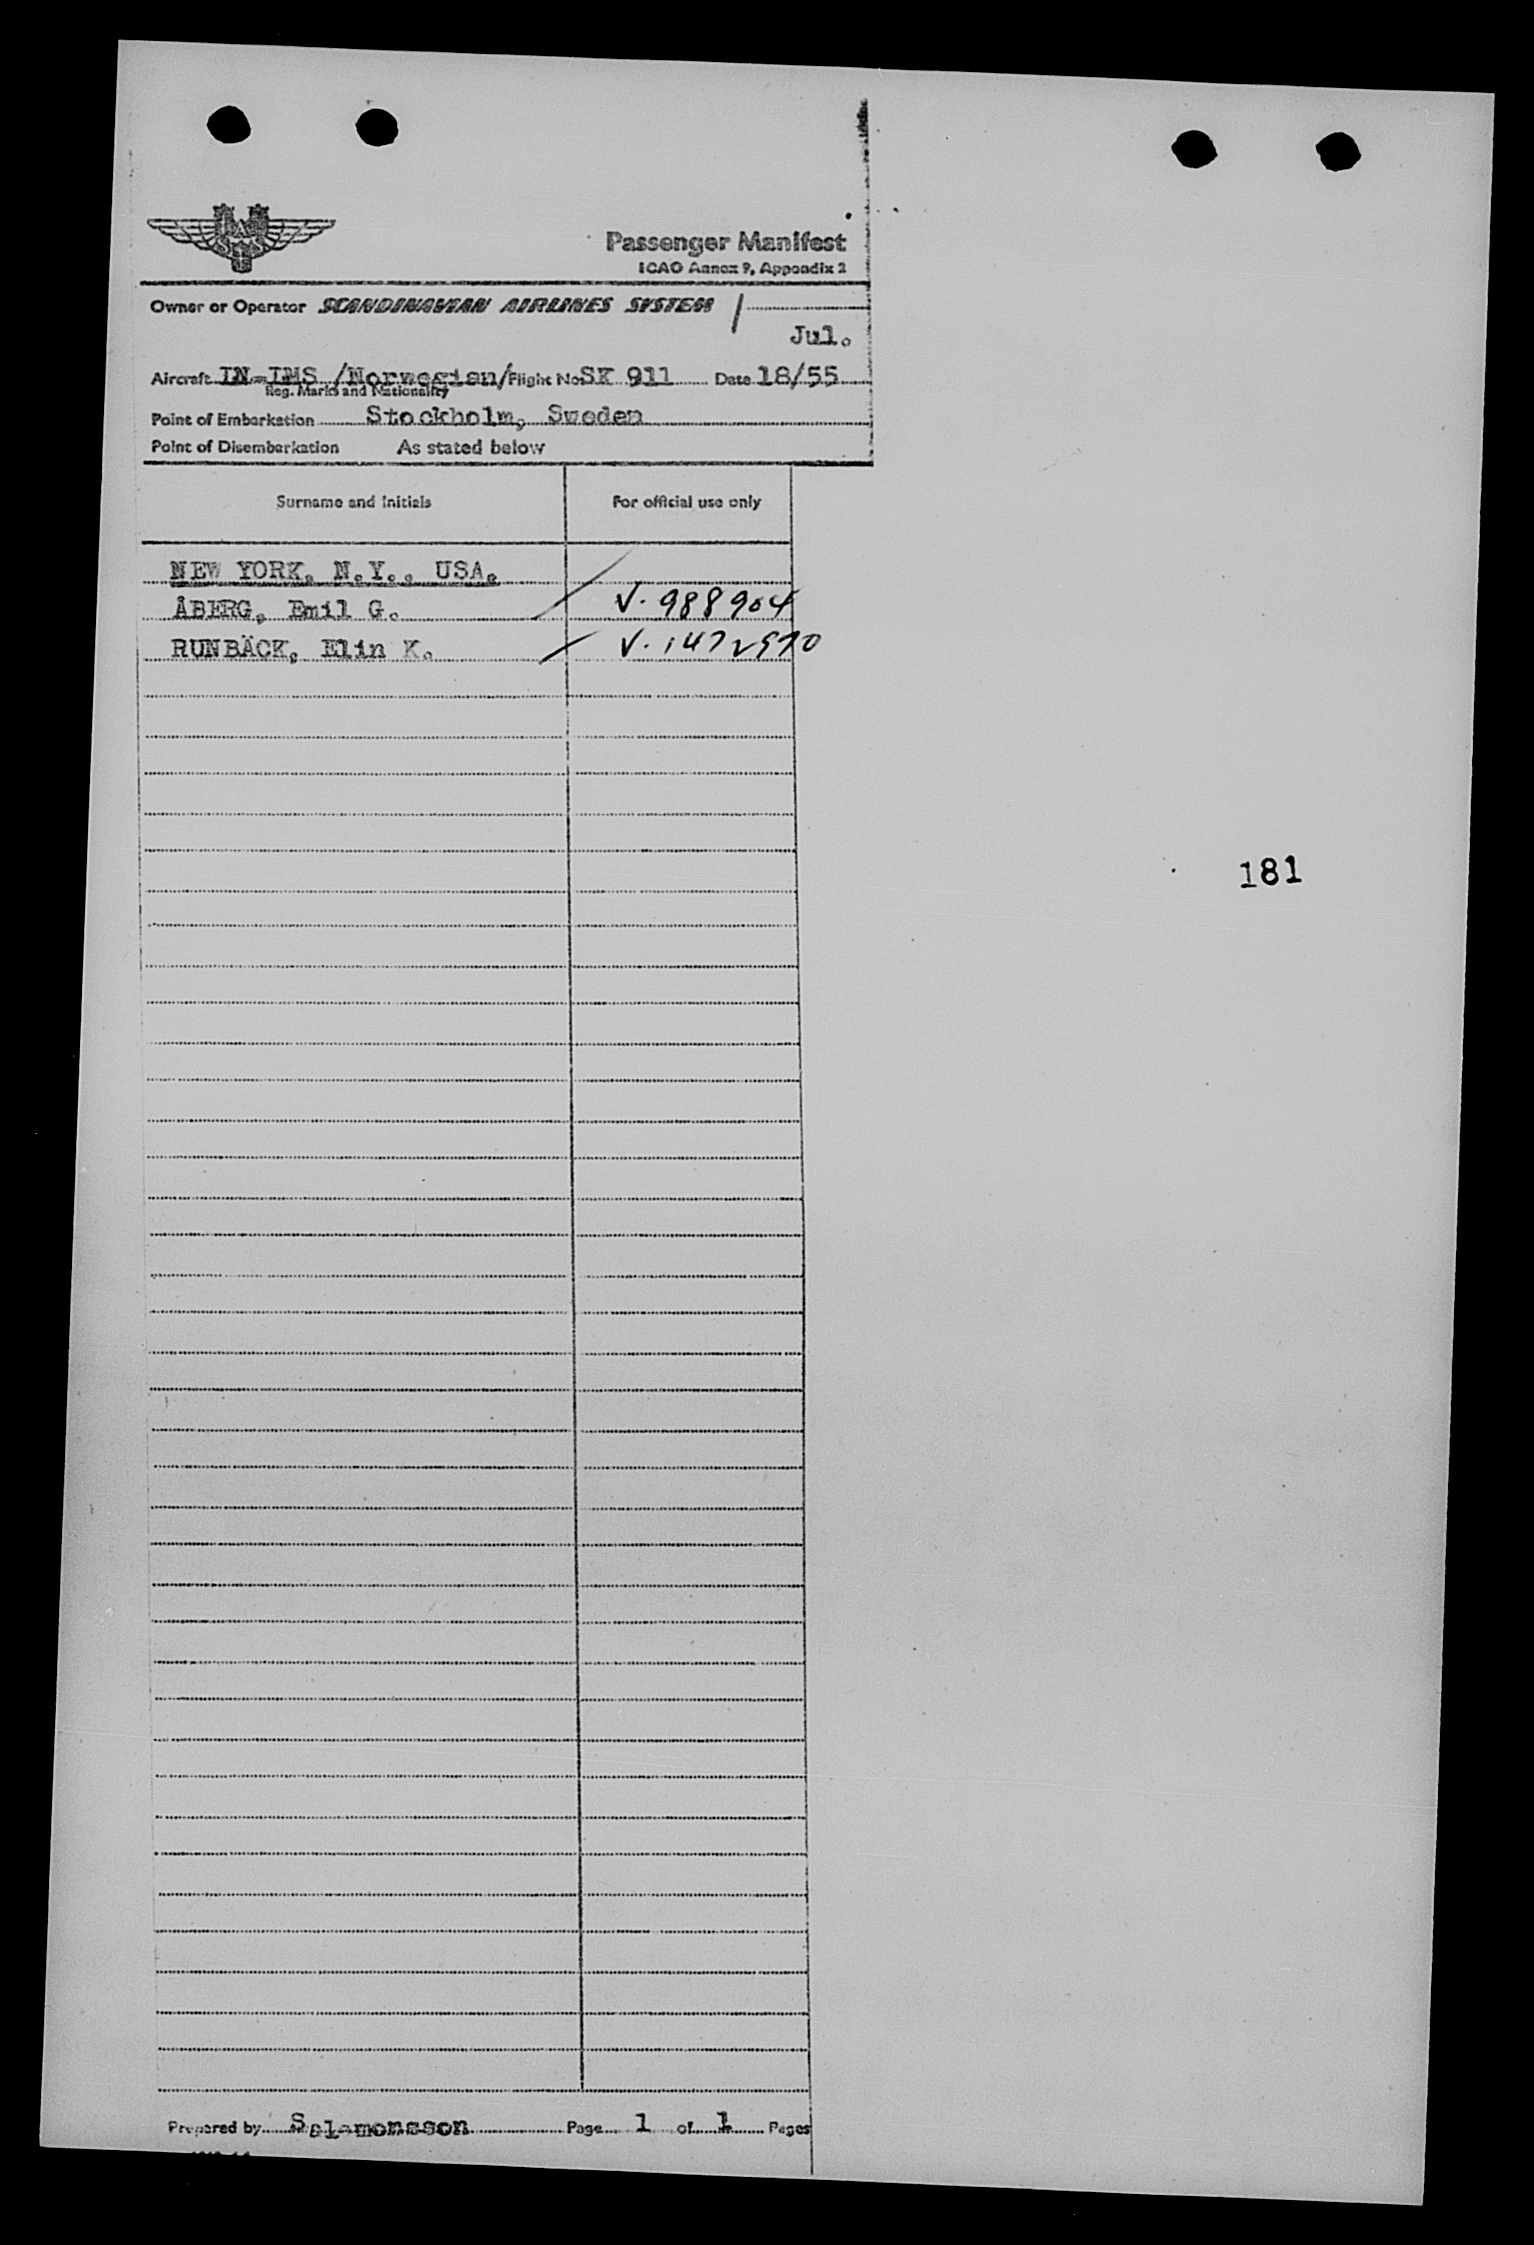 Passenger Manifest
ICAO Annex 9, Appendix 2
Owner or Operator SCANDINAVIAN AIRLINES SYSTEM
Jul.
Aircraft LN-LMS /Norwegian/ Flight No. SK 911 Date 18/55
Reg. Marks and Nationality
Point of Embarkation Stockholm, Sweden
Point of Disembarkation As stated below
Surname and Initials For official use only
NEW YORK, N.Y., USA.
ÅBERG, Emil G. V. 988904
RUNBÄCK, Elin K. V. 1472970
181
Prepared by Salamonsson Page 1 of 1 Pages